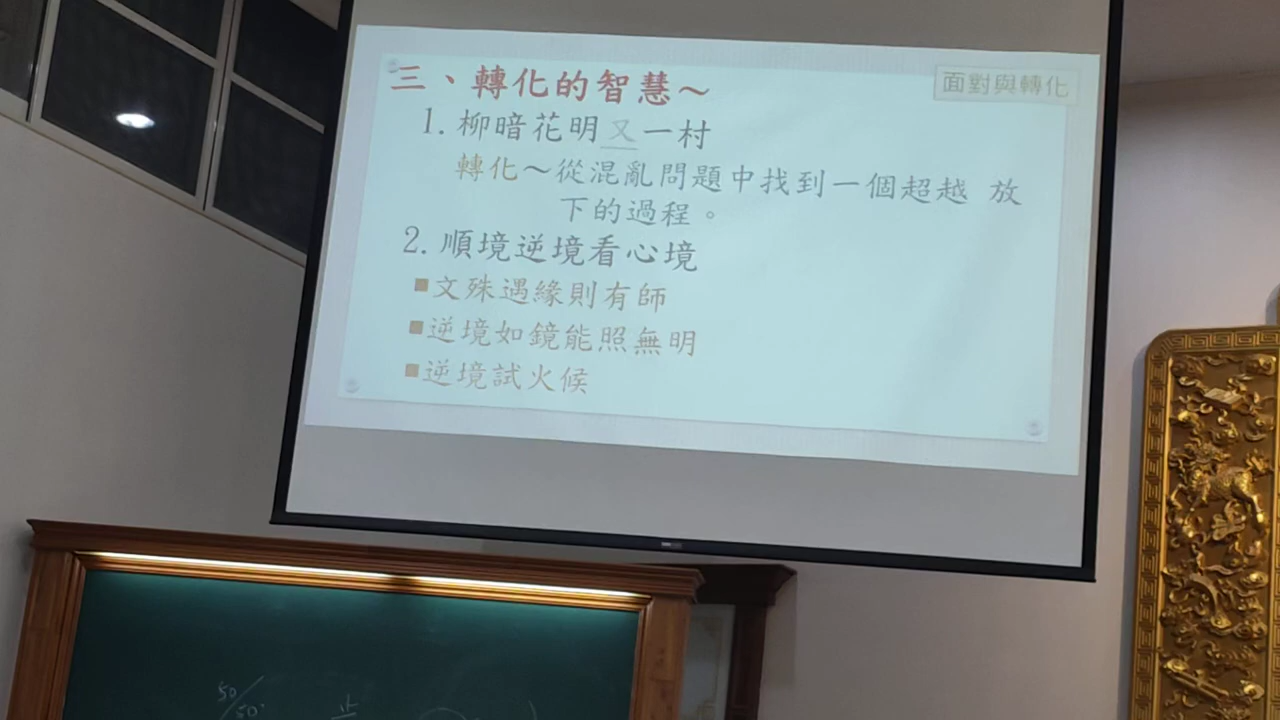 三、轉化的智慧～
面對與轉化
1. 柳暗花明又一村
轉化～從混亂問題中找到一個超越 放
下的過程。
2. 順境逆境看心境
■文殊遇緣則有師
■逆境如鏡能照無明
■逆境試火候
50/50
止